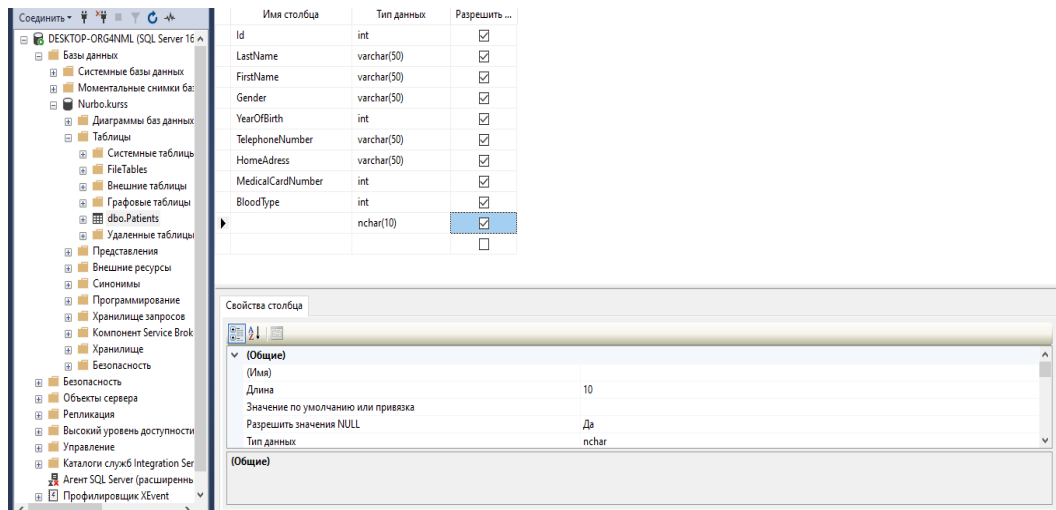 Соединить
DESKTOP-ORG4NML (SQL Server 16
Базы данных
Системные базы данных
Моментальные снимки баз
Nurbo.kurss
Диаграммы баз данных
Таблицы
Системные таблицы
FileTables
Внешние таблицы
Графовые таблицы
dbo.Patients
Удаленные таблицы
Представления
Внешние ресурсы
Синонимы
Программирование
Хранилище запросов
Компонент Service Brok
Хранилище
Безопасность
Безопасность
Объекты сервера
Репликация
Высокий уровень доступности
Управление
Каталоги служб Integration Ser
Агент SQL Server (расширенн
Профилировщик XEvent
Имя столбца Тип данных Разрешить ...
Id int
LastName varchar(50)
FirstName varchar(50)
Gender varchar(50)
YearOfBirth int
TelephoneNumber varchar(50)
HomeAdress varchar(50)
MedicalCardNumber int
BloodType int
nchar(10)
Свойства столбца
(Общие)
(Имя)
Длина 10
Значение по умолчанию или привязка
Разрешить значения NULL Да
Тип данных nchar
(Общие)